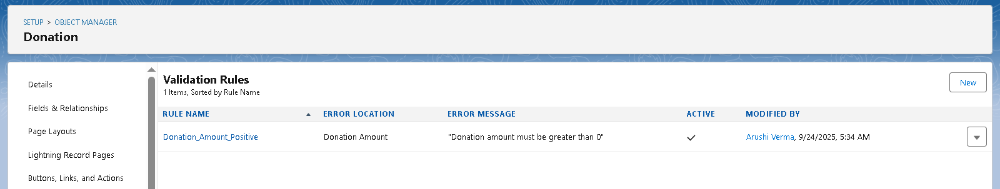 SETUP > OBJECT MANAGER
Donation
Details
Fields & Relationships
Page Layouts
Lightning Record Pages
Buttons, Links, and Actions
Validation Rules
1 Items, Sorted by Rule Name
New
RULE NAME ERROR LOCATION ERROR MESSAGE ACTIVE MODIFIED BY
Donation_Amount_Positive Donation Amount "Donation amount must be greater than 0" Arushi Verma, 9/24/2025, 5:34 AM